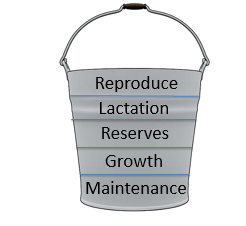 Reproduce
Lactation
Reserves
Growth
Maintenance